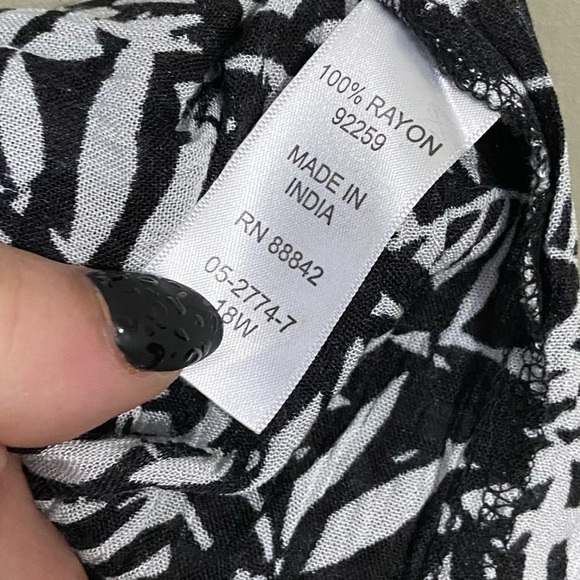 100% RAYON
92259
MADE IN
INDIA
RN 88842
05-2774-7
18W